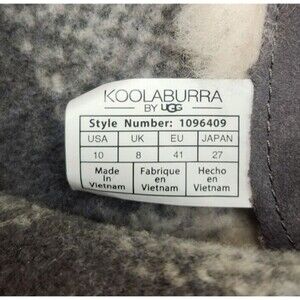 KOOLABURRA
BY UGG
Style Number: 1096409
USA UK EU JAPAN
10 8 41 27
Made in Vietnam Fabrique en Vietnam Hecho en Vietnam